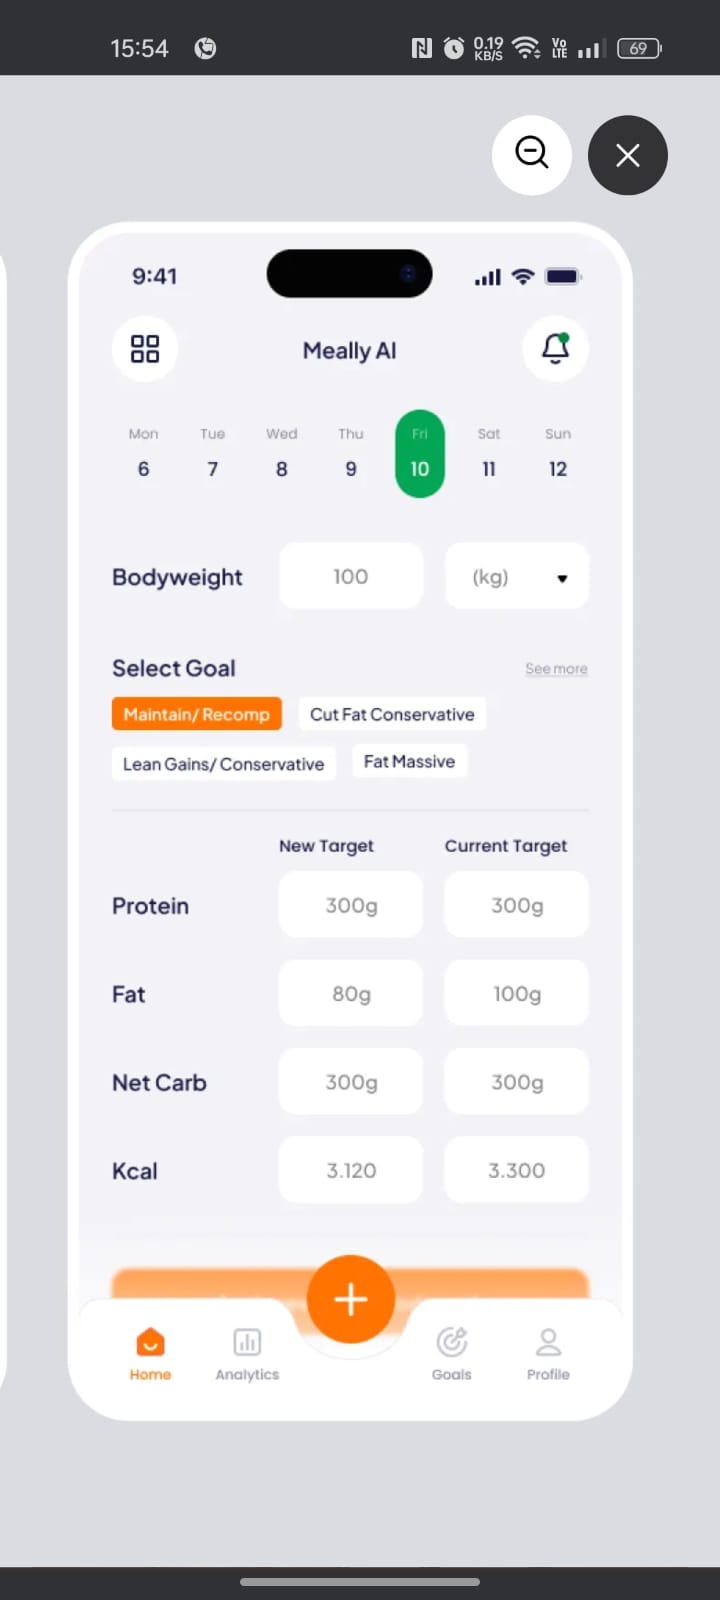 15:54
0.19
KB/S
Vo
LTE
69
9:41
Meally AI
Mon Tue Wed Thu Fri Sat Sun
6 7 8 9 10 11 12
Bodyweight 100 (kg)
Select Goal See more
Maintain/ Recomp Cut Fat Conservative
Lean Gains/ Conservative Fat Massive
New Target Current Target
Protein 300g 300g
Fat 80g 100g
Net Carb 300g 300g
Kcal 3.120 3.300
Home Analytics Goals Profile